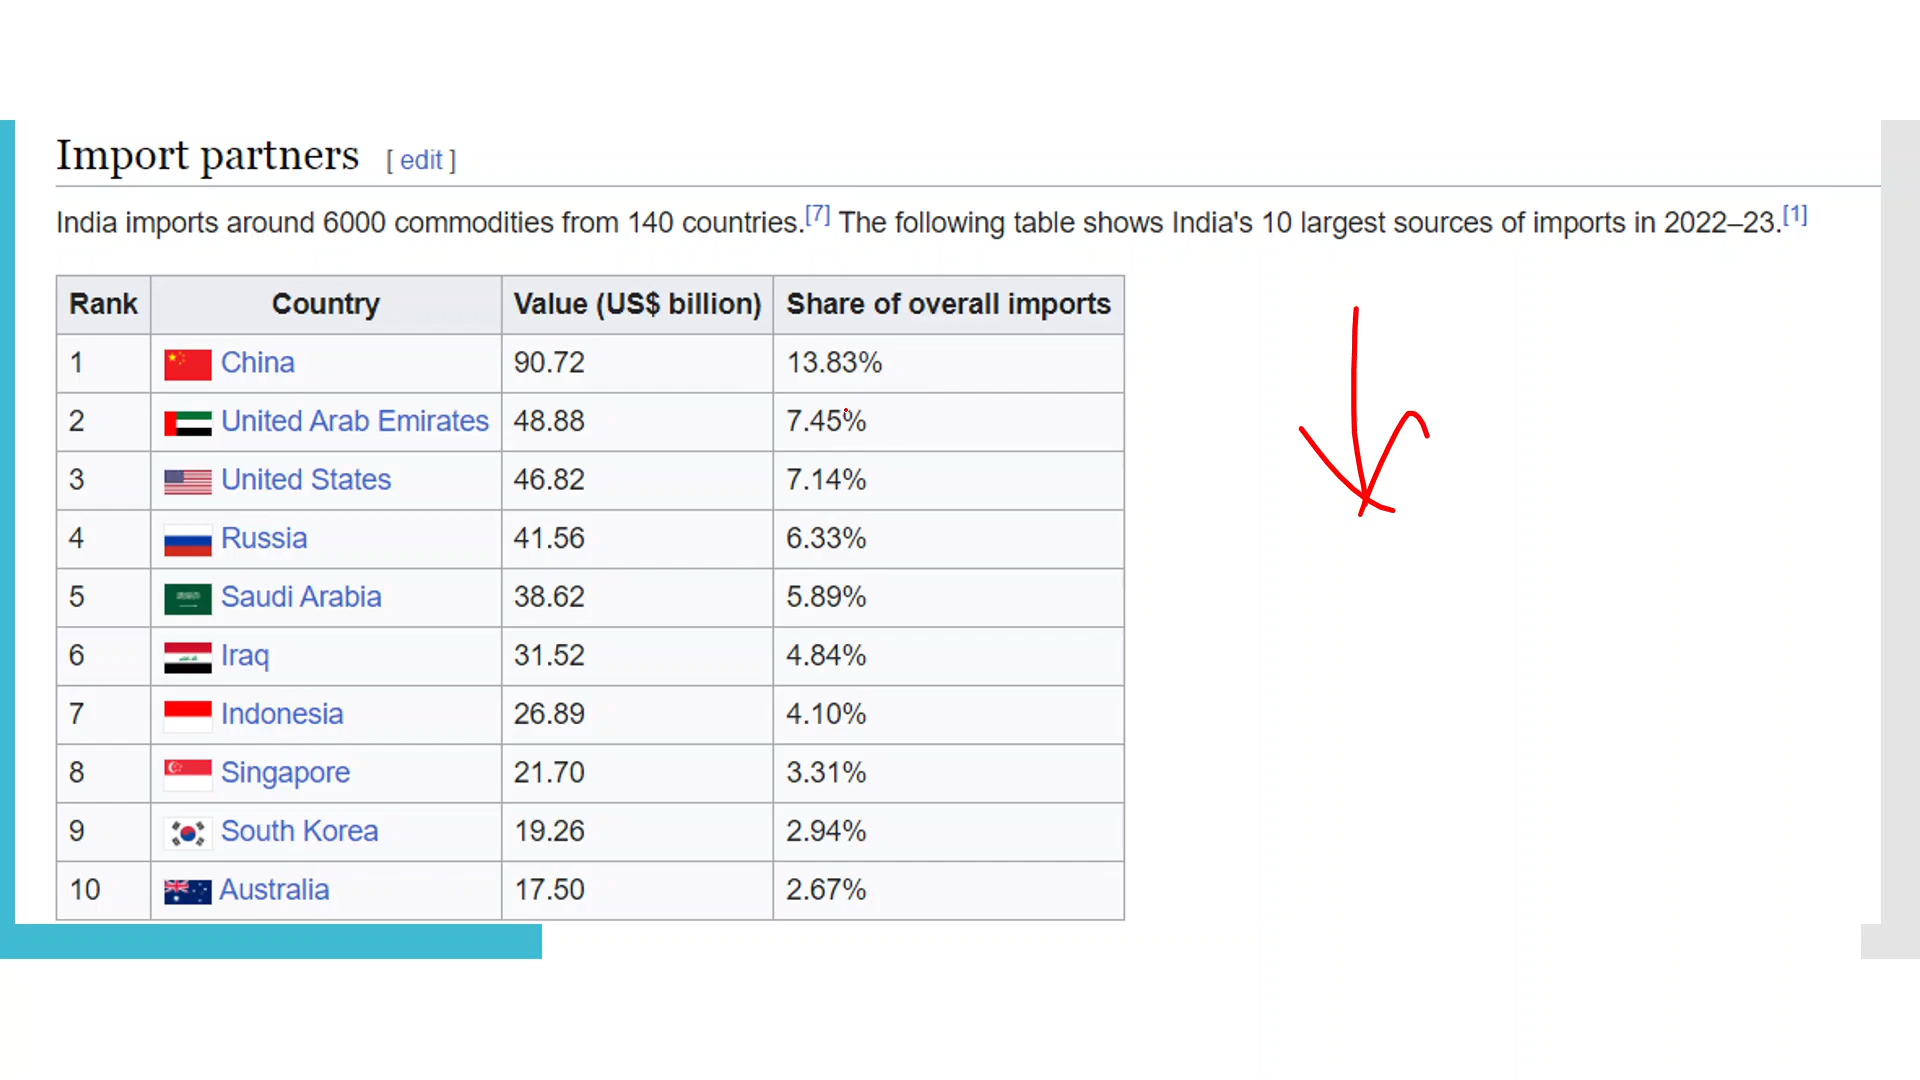 Import partners [ edit ]
India imports around 6000 commodities from 140 countries.[7] The following table shows India's 10 largest sources of imports in 2022–23.[1]
Rank Country Value (US$ billion) Share of overall imports
1 China 90.72 13.83%
2 United Arab Emirates 48.88 7.45%
3 United States 46.82 7.14%
4 Russia 41.56 6.33%
5 Saudi Arabia 38.62 5.89%
6 Iraq 31.52 4.84%
7 Indonesia 26.89 4.10%
8 Singapore 21.70 3.31%
9 South Korea 19.26 2.94%
10 Australia 17.50 2.67%